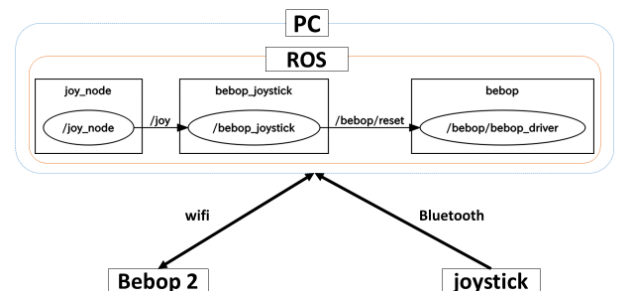 PC
ROS
joy_node
bebop_joystick
bebop
/joy_node
/joy
/bebop_joystick
/bebop/reset
/bebop/bebop_driver
wifi
Bluetooth
Bebop 2
joystick